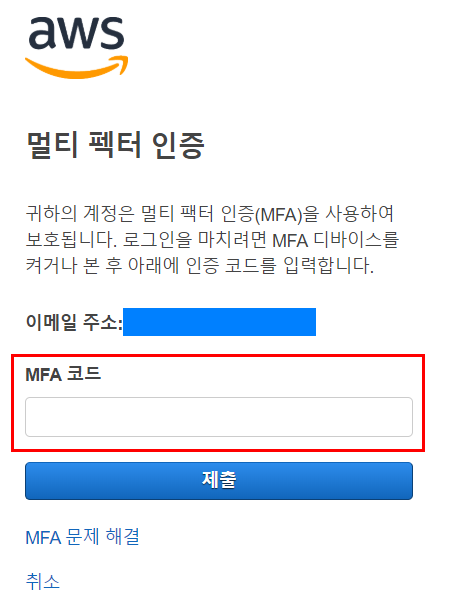 aws
멀티 펙터 인증
귀하의 계정은 멀티 팩터 인증(MFA)을 사용하여
보호됩니다. 로그인을 마치려면 MFA 디바이스를
켜거나 본 후 아래에 인증 코드를 입력합니다.
이메일 주소:
MFA 코드
제출
MFA 문제 해결
취소